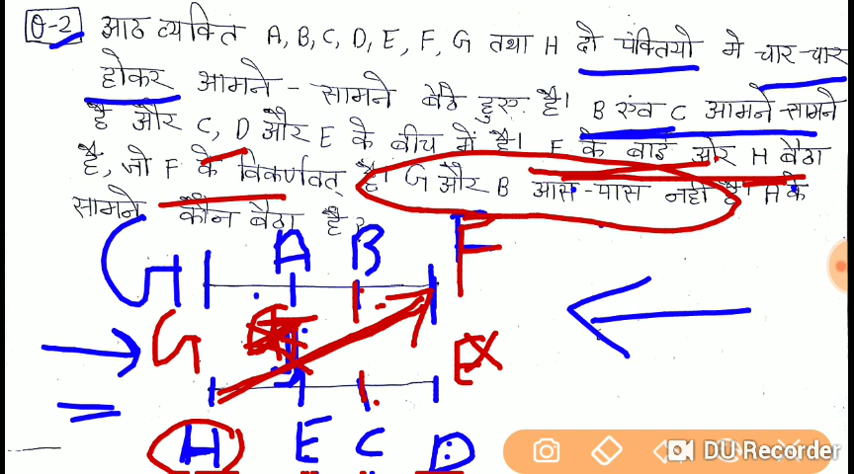 Q-2 आठ व्यक्ति A, B, C, D, E, F, G तथा H दो पंक्तियो मे चार-चार
होकर आमने-सामने बैठे हुए है। B एंव C आमने-सामने
है और C, D और E के बीच में है। F के बाई ओर H बैठा
है, जो F के विकर्णवत् है। G और B आस-पास नही है। A के
सामने कौन बैठा है?
G A B F
G E
H E C D
DU Recorder